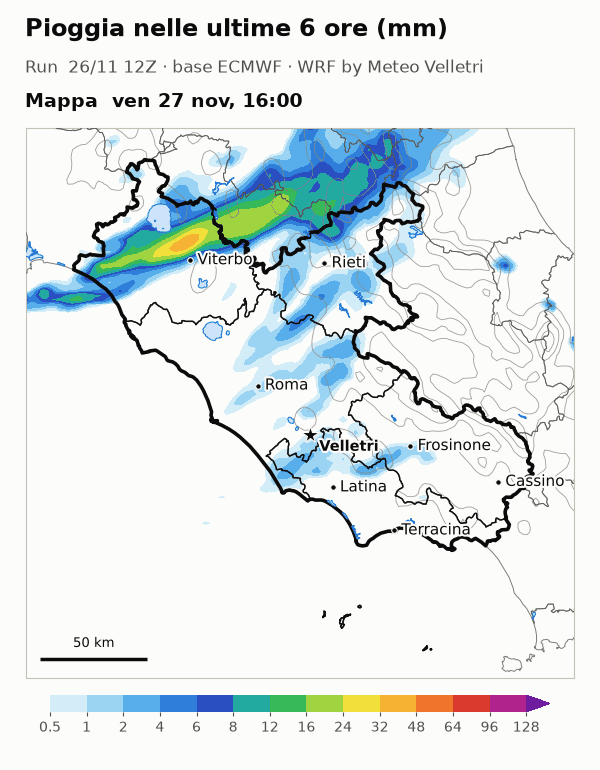 Pioggia nelle ultime 6 ore (mm)
Run  26/11 12Z · base ECMWF · WRF by Meteo Velletri
Mappa  ven 27 nov, 16:00
Viterbo
Rieti
Roma
Velletri
Frosinone
Latina
Cassino
Terracina
50 km
0.5 1 2 4 6 8 12 16 24 32 48 64 96 128